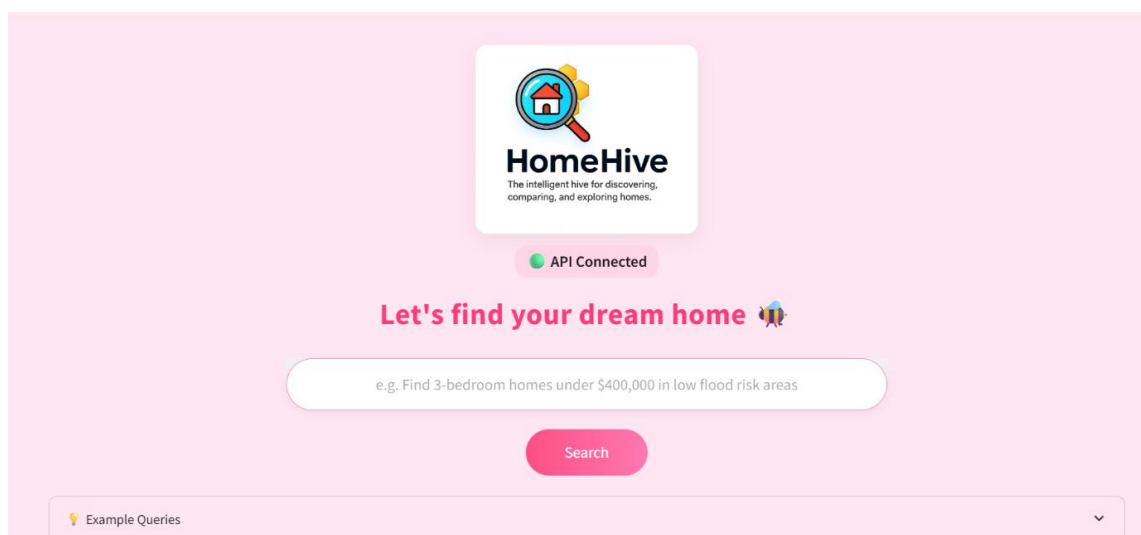 HomeHive
The intelligent hive for discovering,
comparing, and exploring homes.
API Connected
Let's find your dream home
e.g. Find 3-bedroom homes under $400,000 in low flood risk areas
Search
Example Queries